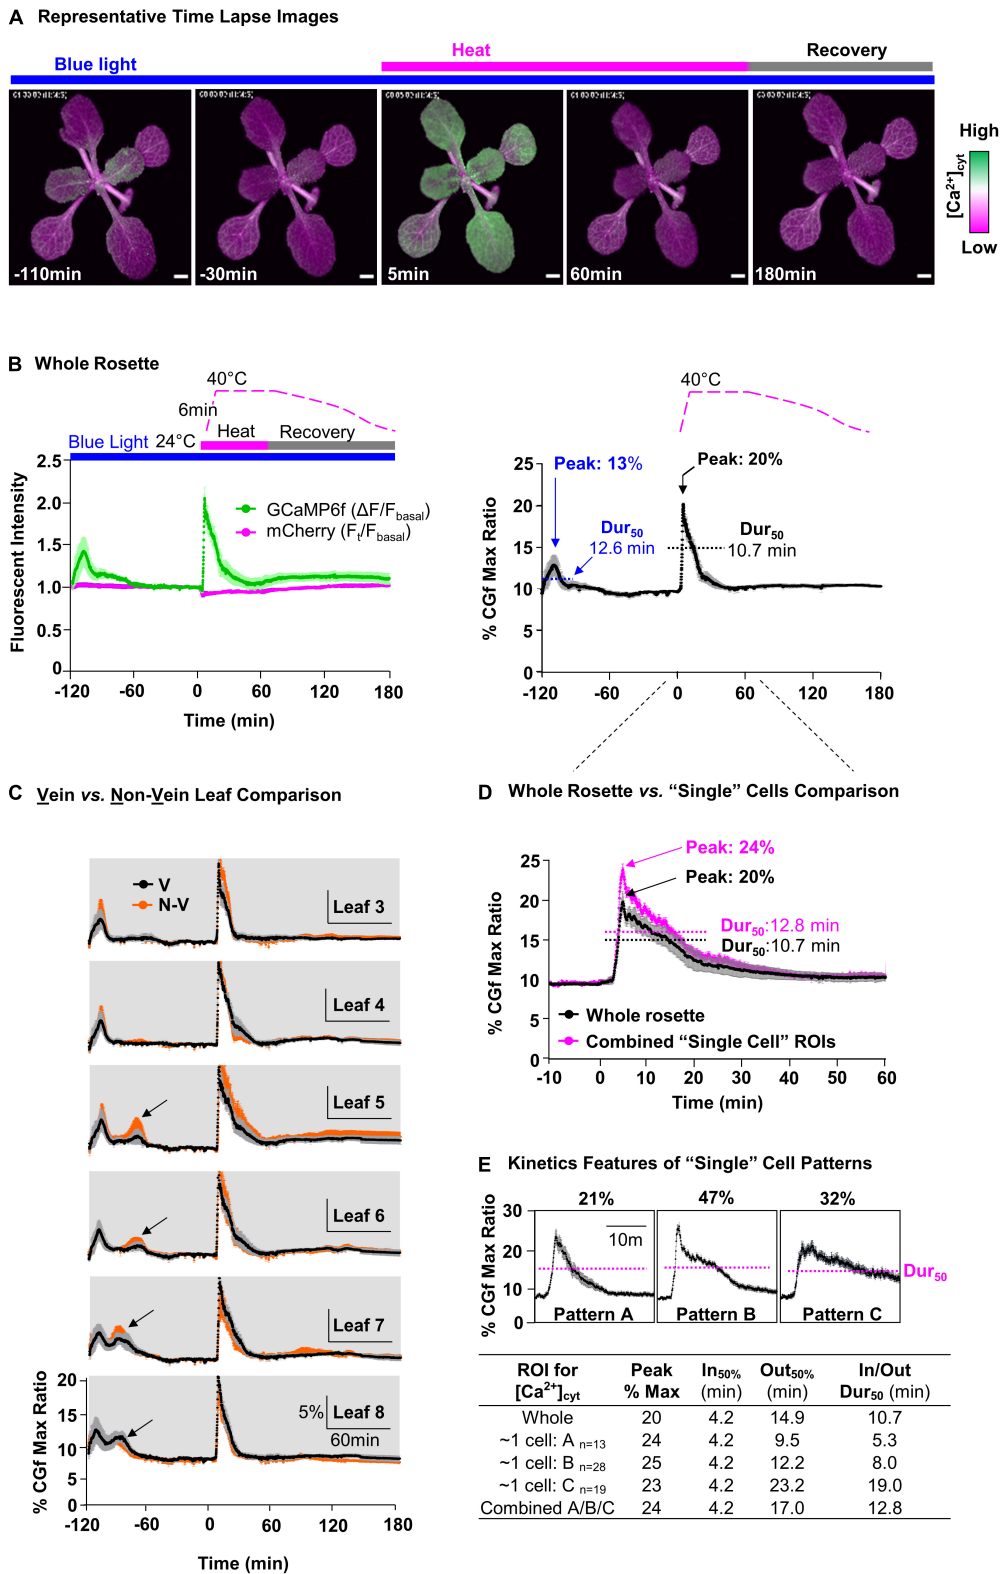 A Representative Time Lapse Images
Blue light
Heat
Recovery
-110min
-30min
5min
60min
180min
High
[Ca2+]cyt
Low
B Whole Rosette
40°C
6min
Blue Light 24°C
Heat
Recovery
Fluorescent Intensity
2.5
2.0
1.5
1.0
0.5
0
GCaMP6f (ΔF/Fbasal)
mCherry (Ft/Fbasal)
-120 -60 0 60 120 180
Time (min)
40°C
% CGf Max Ratio
25
20
15
10
5
0
Peak: 13%
Peak: 20%
Dur50
12.6 min
Dur50
10.7 min
-120 -60 0 60 120 180
C Vein vs. Non-Vein Leaf Comparison
V
N-V
Leaf 3
Leaf 4
Leaf 5
Leaf 6
Leaf 7
Leaf 8
5%
60min
% CGf Max Ratio
20
15
10
5
0
-120 -60 0 60 120 180
Time (min)
D Whole Rosette vs. “Single” Cells Comparison
% CGf Max Ratio
25
20
15
10
5
0
Peak: 24%
Peak: 20%
Dur50:12.8 min
Dur50:10.7 min
Whole rosette
Combined “Single Cell” ROIs
-10 0 10 20 30 40 50 60
Time (min)
E Kinetics Features of “Single” Cell Patterns
21% 47% 32%
% CGf Max Ratio
30
20
10
0
10m
Dur50
Pattern A Pattern B Pattern C
ROI for Peak In50% Out50% In/Out
[Ca2+]cyt % Max (min) (min) Dur50 (min)
Whole 20 4.2 14.9 10.7
~1 cell: A n=13 24 4.2 9.5 5.3
~1 cell: B n=28 25 4.2 12.2 8.0
~1 cell: C n=19 23 4.2 23.2 19.0
Combined A/B/C 24 4.2 17.0 12.8